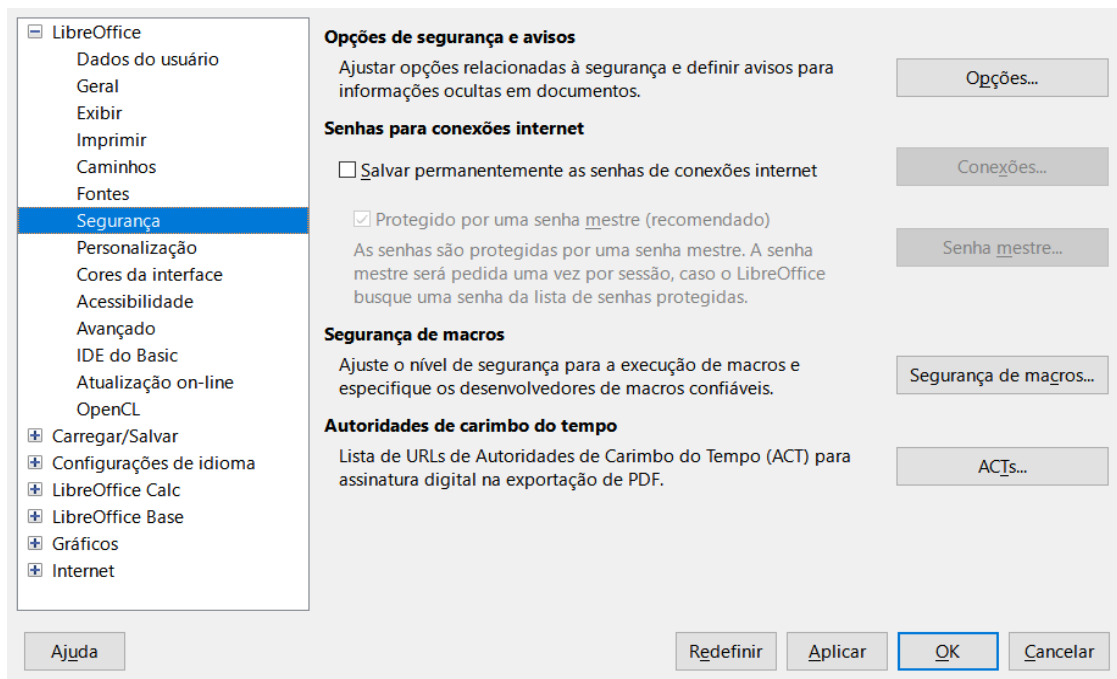 LibreOffice
Dados do usuário
Geral
Exibir
Imprimir
Caminhos
Fontes
Segurança
Personalização
Cores da interface
Acessibilidade
Avançado
IDE do Basic
Atualização on-line
OpenCL
Carregar/Salvar
Configurações de idioma
LibreOffice Calc
LibreOffice Base
Gráficos
Internet
Opções de segurança e avisos
Ajustar opções relacionadas à segurança e definir avisos para
informações ocultas em documentos.
Opções...
Senhas para conexões internet
Salvar permanentemente as senhas de conexões internet
Conexões...
Protegido por uma senha mestre (recomendado)
As senhas são protegidas por uma senha mestre. A senha
mestre será pedida uma vez por sessão, caso o LibreOffice
busque uma senha da lista de senhas protegidas.
Senha mestre...
Segurança de macros
Ajuste o nível de segurança para a execução de macros e
especifique os desenvolvedores de macros confiáveis.
Segurança de macros...
Autoridades de carimbo do tempo
Lista de URLs de Autoridades de Carimbo do Tempo (ACT) para
assinatura digital na exportação de PDF.
ACTs...
Ajuda
Redefinir
Aplicar
OK
Cancelar